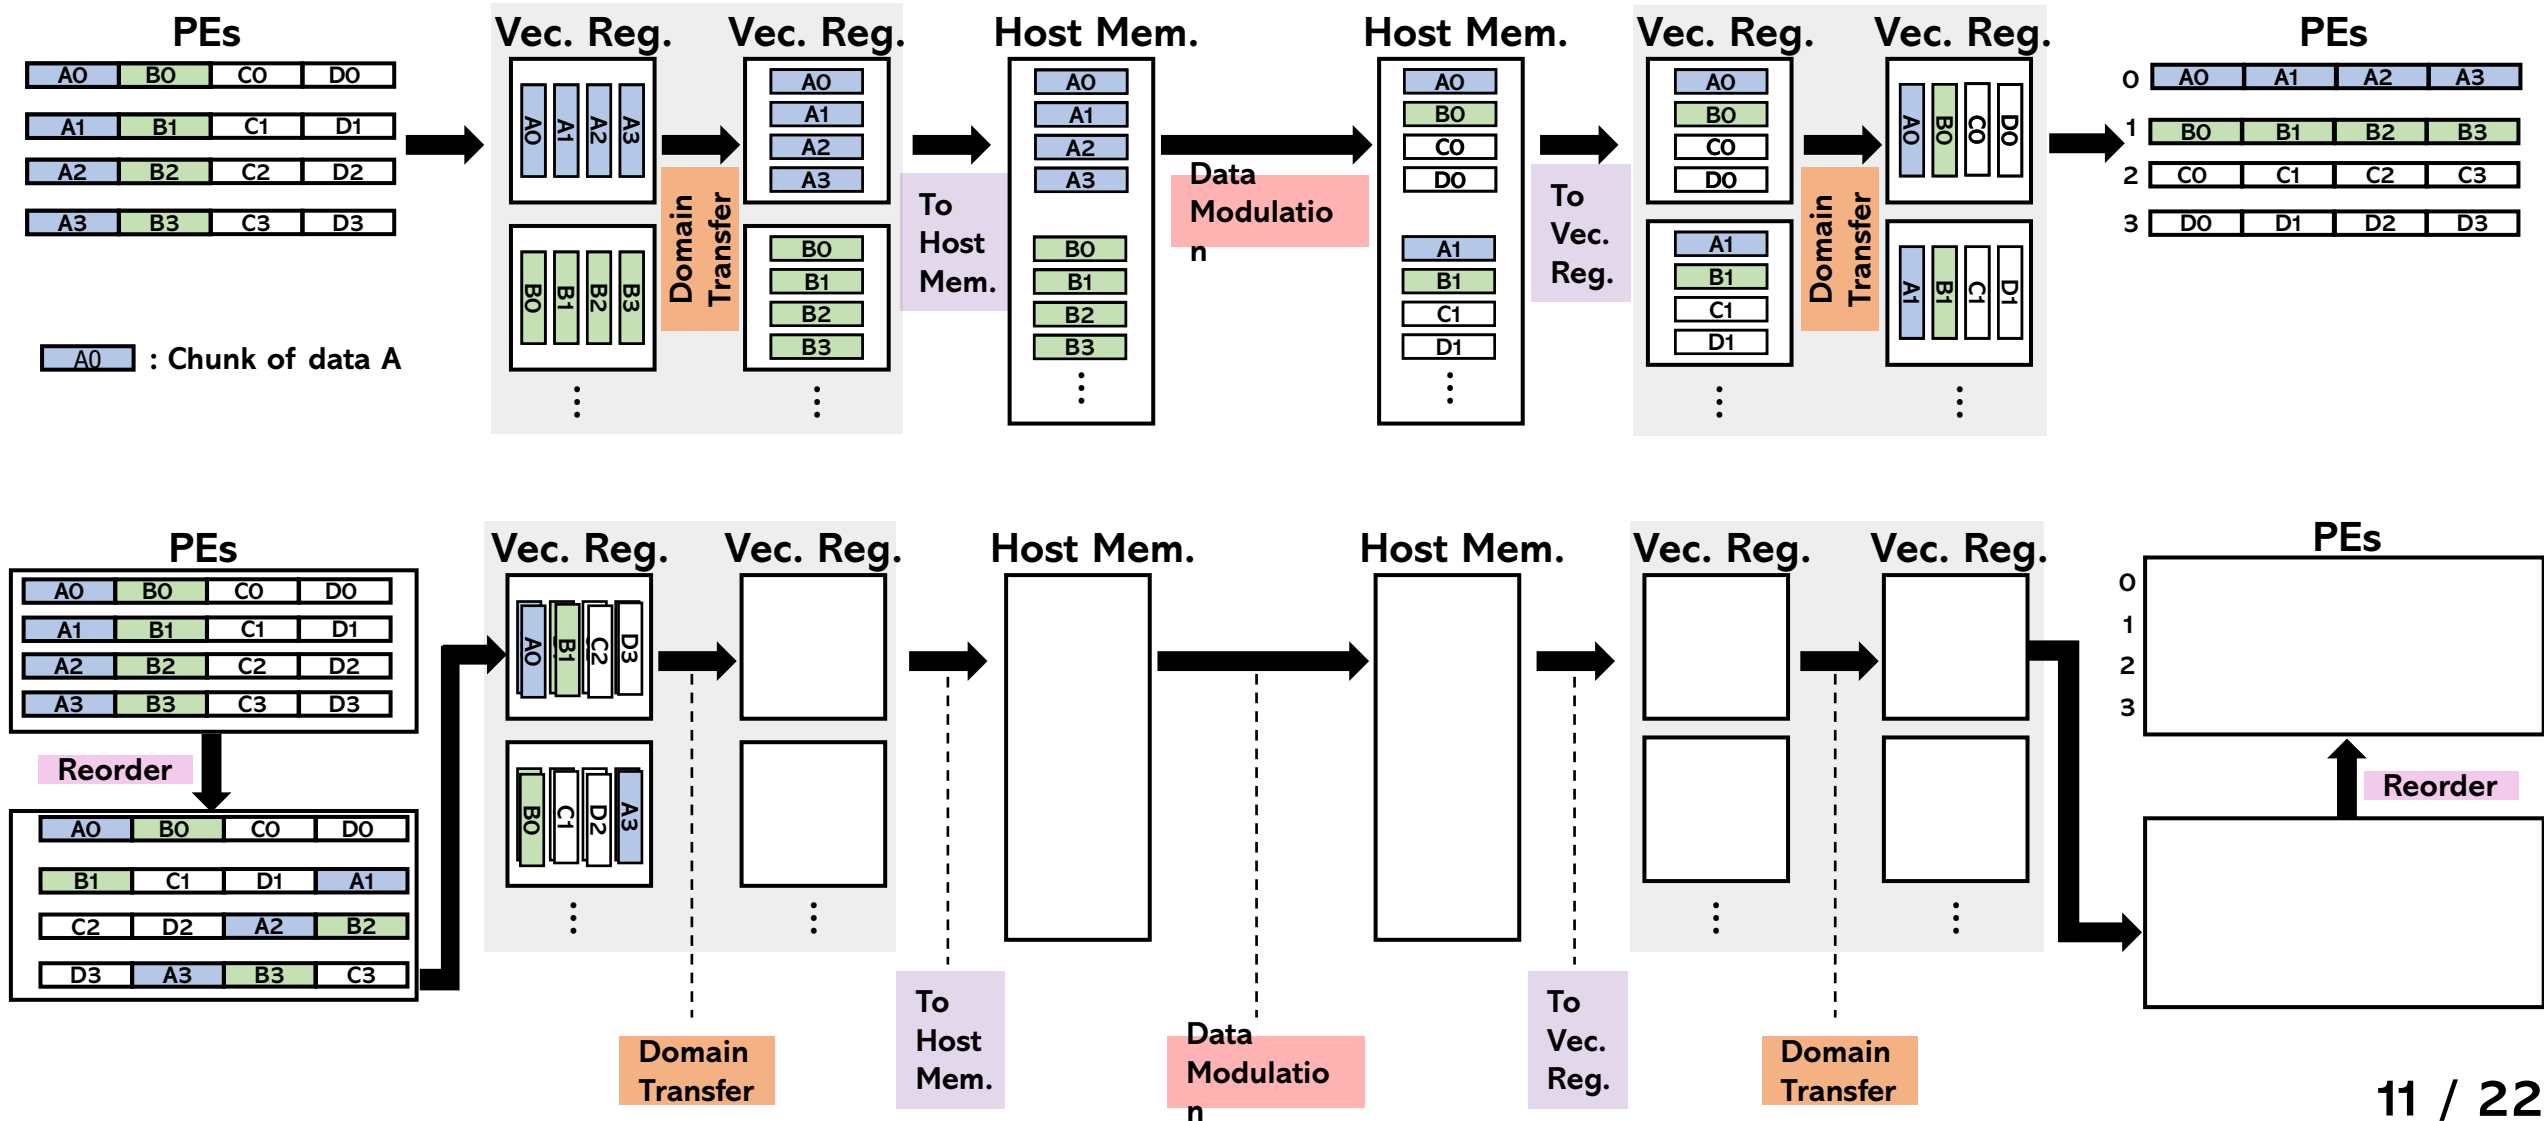 PEs
A0 B0 C0 D0
A1 B1 C1 D1
A2 B2 C2 D2
A3 B3 C3 D3
A0 : Chunk of data A
Vec. Reg.
A0 A1 A2 A3
B0 B1 B2 B3
⋮
Domain
Transfer
Vec. Reg.
A0
A1
A2
A3
B0
B1
B2
B3
⋮
To
Host
Mem.
Host Mem.
A0
A1
A2
A3
B0
B1
B2
B3
⋮
Data
Modulatio
n
Host Mem.
A0
B0
C0
D0
A1
B1
C1
D1
⋮
To
Vec.
Reg.
Vec. Reg.
A0
B0
C0
D0
A1
B1
C1
D1
⋮
Domain
Transfer
Vec. Reg.
A0 B0 C0 D0
A1 B1 C1 D1
⋮
PEs
0 A0 A1 A2 A3
1 B0 B1 B2 B3
2 C0 C1 C2 C3
3 D0 D1 D2 D3
PEs
A0 B0 C0 D0
A1 B1 C1 D1
A2 B2 C2 D2
A3 B3 C3 D3
Reorder
A0 B0 C0 D0
B1 C1 D1 A1
C2 D2 A2 B2
D3 A3 B3 C3
Vec. Reg.
A0 B1 C2 D3
B0 C1 D2 A3
⋮
Domain
Transfer
Vec. Reg.
⋮
To
Host
Mem.
Host Mem.
Data
Modulatio
n
Host Mem.
To
Vec.
Reg.
Vec. Reg.
⋮
Domain
Transfer
Vec. Reg.
⋮
PEs
0
1
2
3
Reorder
11 / 22